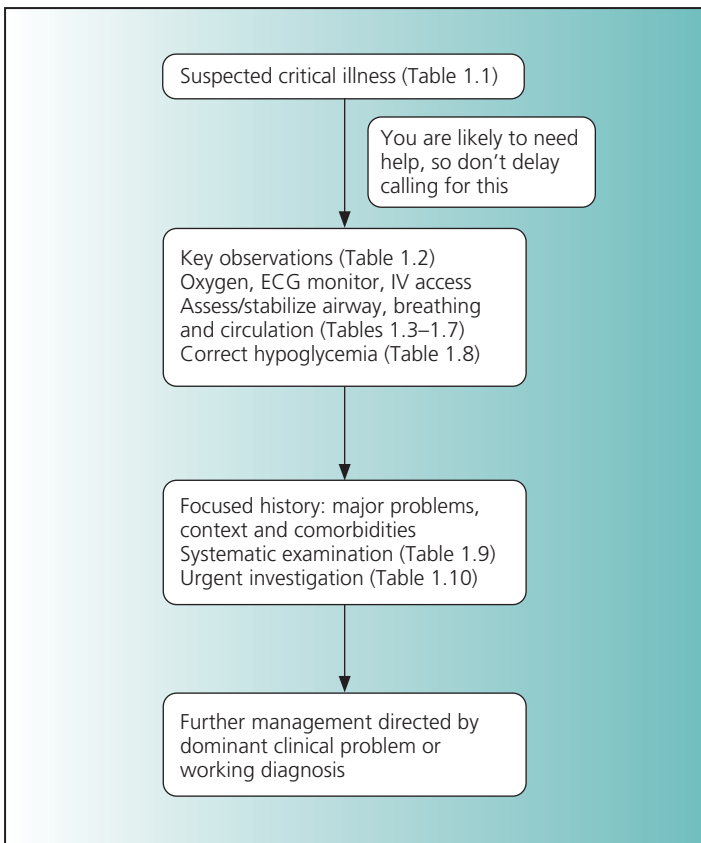 Suspected critical illness (Table 1.1)
You are likely to need
help, so don't delay
calling for this
Key observations (Table 1.2)
Oxygen, ECG monitor, IV access
Assess/stabilize airway, breathing
and circulation (Tables 1.3–1.7)
Correct hypoglycemia (Table 1.8)
Focused history: major problems,
context and comorbidities
Systematic examination (Table 1.9)
Urgent investigation (Table 1.10)
Further management directed by
dominant clinical problem or
working diagnosis